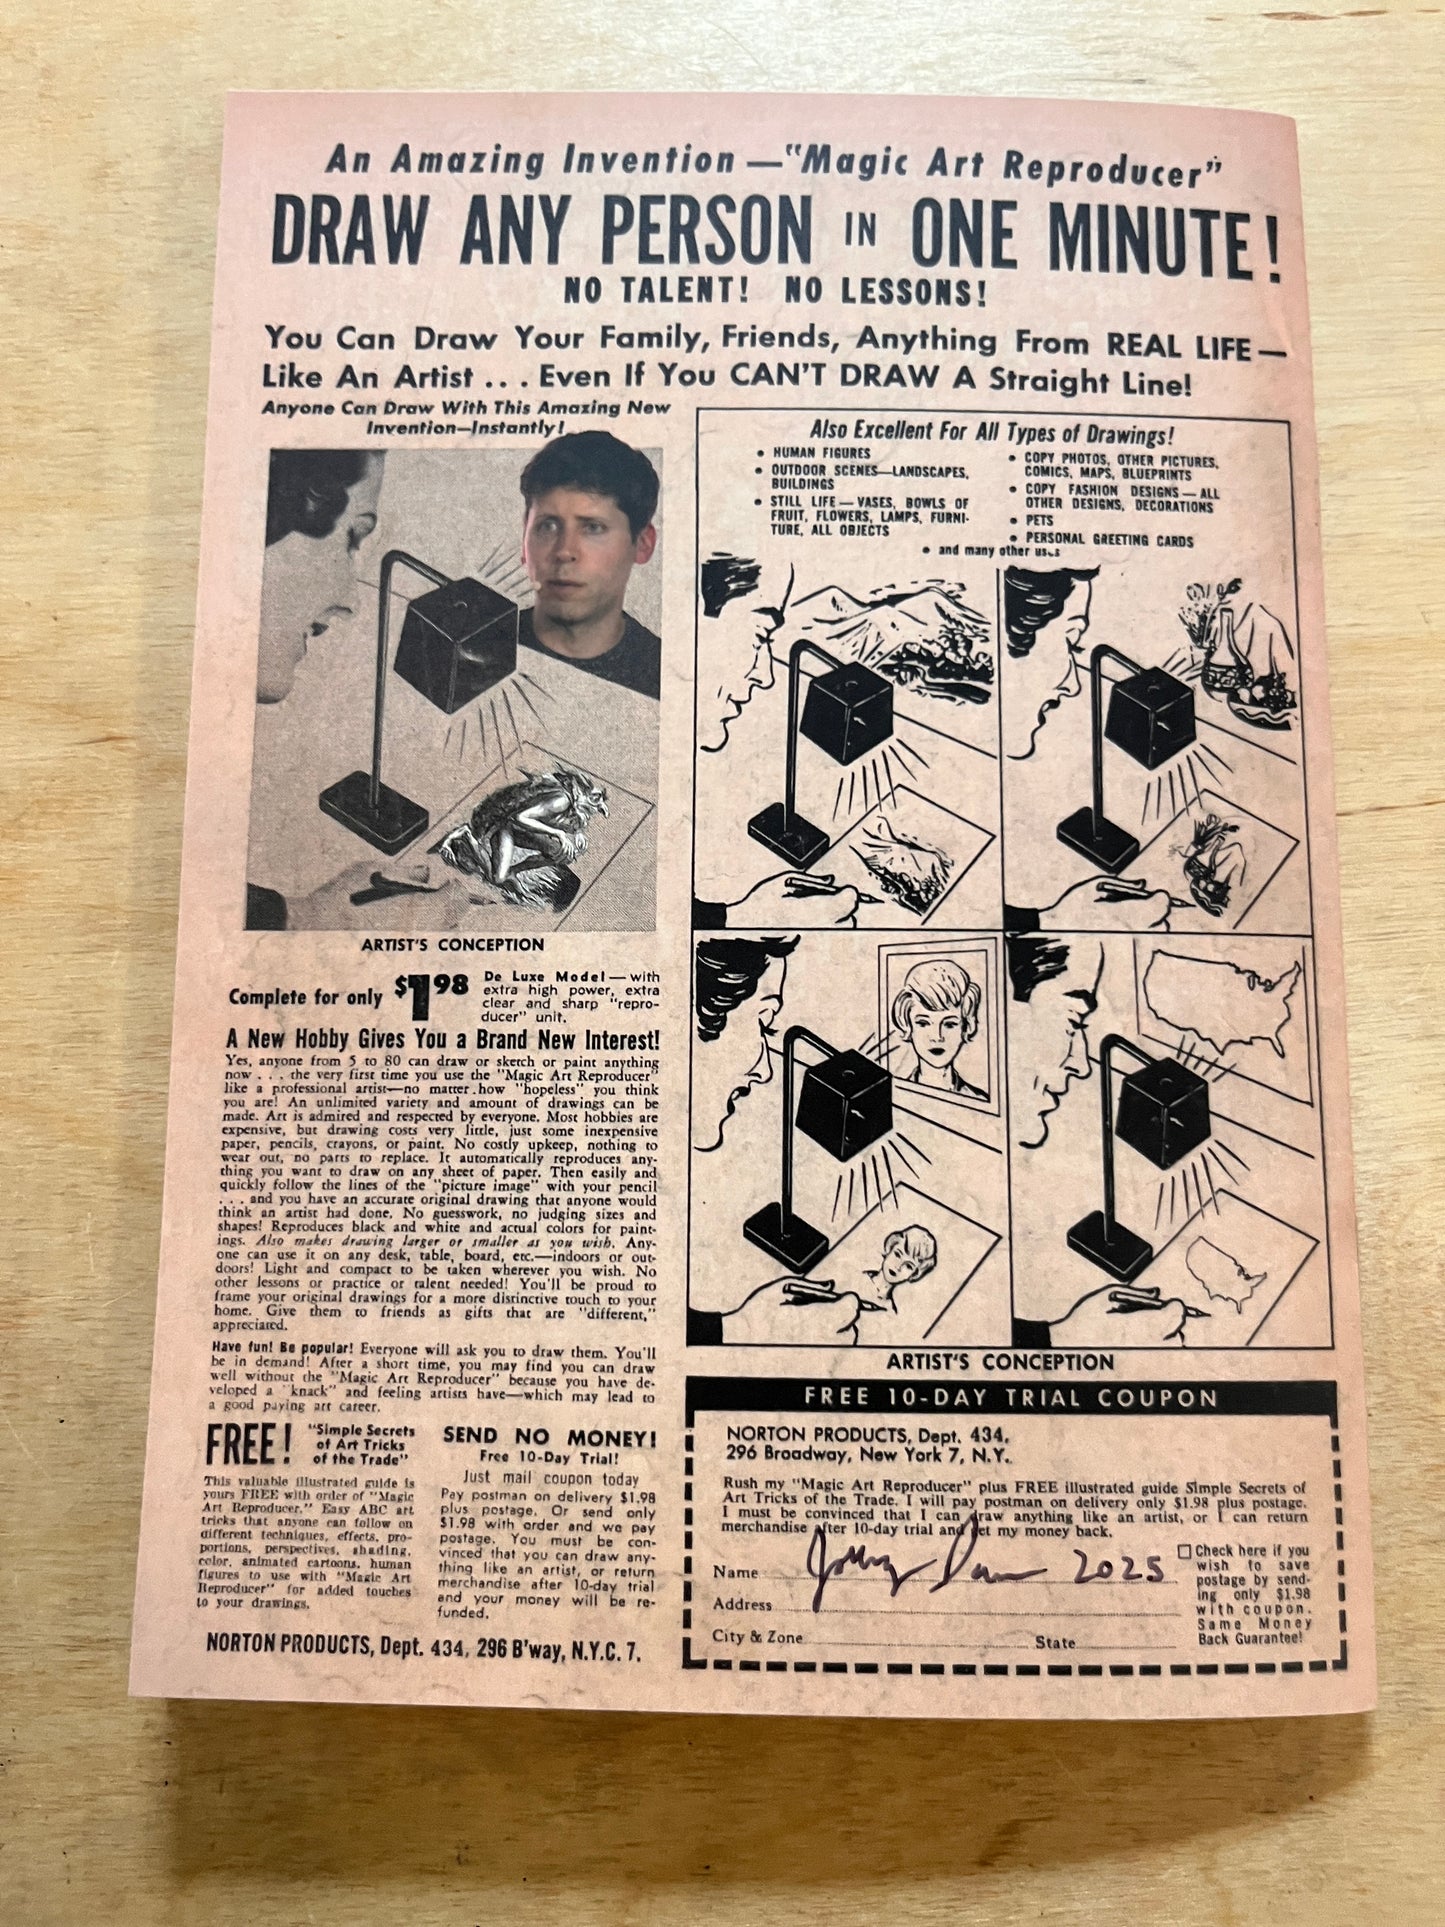 An Amazing Invention—"Magic Art Reproducer"
DRAW ANY PERSON IN ONE MINUTE!
NO TALENT! NO LESSONS!
You Can Draw Your Family, Friends, Anything From REAL LIFE—
Like An Artist... Even If You CAN'T DRAW A Straight Line!
Anyone Can Draw With This Amazing New
Invention—Instantly!
ARTIST'S CONCEPTION
Complete for only $1.98
De Luxe Model—with
extra high power, extra
clear and sharp "repro-
ducer" unit.
A New Hobby Gives You a Brand New Interest!
Yes, anyone from 5 to 80 can draw or sketch or paint anything
now . . . the very first time you use the "Magic Art Reproducer"
like a professional artist—no matter how "hopeless" you think
you are! An unlimited variety and amount of drawings can be
made. Art is admired and respected by everyone. Most hobbies are
expensive, but drawing costs very little, just some inexpensive
paper, pencils, crayons, or paint. No costly upkeep, nothing to
wear out, no parts to replace. It automatically reproduces any-
thing you want to draw on any sheet of paper. Then easily and
quickly follow the lines of the "picture image" with your pencil
. . . and you have an accurate original drawing that anyone would
think an artist had done. No guesswork, no judging sizes and
shapes! Reproduces black and white and actual colors for paint-
ings. Also makes drawing larger or smaller as you wish. Any-
one can use it on any desk, table, board, etc.—indoors or out-
doors! Light and compact to be taken wherever you wish. No
other lessons or practice or talent needed! You'll be proud to
frame your original drawings for a more distinctive touch to your
home. Give them to friends as gifts that are "different,"
appreciated.
Have fun! Be popular! Everyone will ask you to draw them. You'll
be in demand! After a short time, you may find you can draw
well without the "Magic Art Reproducer" because you have de-
veloped a "knack" and feeling artists have—which may lead to
a good paying art career.
FREE! "Simple Secrets
of Art Tricks
of the Trade"
This valuable illustrated guide is
yours FREE with order of "Magic
Art Reproducer." Easy ABC art
tricks that anyone can follow on
different techniques, effects, pro-
portions, perspectives, shading,
color, animated cartoons, human
figures to use with "Magic Art
Reproducer" for added touches
to your drawings.
SEND NO MONEY!
Free 10-Day Trial!
Just mail coupon today
Pay postman on delivery $1.98
plus postage. Or send only
$1.98 with order and we pay
postage. You must be con-
vinced that you can draw any-
thing like an artist, or return
merchandise after 10-day trial
and your money will be re-
funded.
NORTON PRODUCTS, Dept. 434, 296 B'way, N.Y.C. 7.
Also Excellent For All Types of Drawings!
• HUMAN FIGURES
• OUTDOOR SCENES—LANDSCAPES,
BUILDINGS
• STILL LIFE—VASES, BOWLS OF
FRUIT, FLOWERS, LAMPS, FURNI-
TURE, ALL OBJECTS
• COPY PHOTOS, OTHER PICTURES,
COMICS, MAPS, BLUEPRINTS
• COPY FASHION DESIGNS—ALL
OTHER DESIGNS, DECORATIONS
• PETS
• PERSONAL GREETING CARDS
• and many other uses
ARTIST'S CONCEPTION
FREE 10-DAY TRIAL COUPON
NORTON PRODUCTS, Dept. 434,
296 Broadway, New York 7, N.Y.
Rush my "Magic Art Reproducer" plus FREE illustrated guide Simple Secrets of
Art Tricks of the Trade. I will pay postman on delivery only $1.98 plus postage.
I must be convinced that I can draw anything like an artist, or I can return
merchandise after 10-day trial and get my money back.
Name 2025
Address
City & Zone State
Check here if you
wish to save
postage by send-
ing only $1.98
with coupon.
Same Money
Back Guarantee!